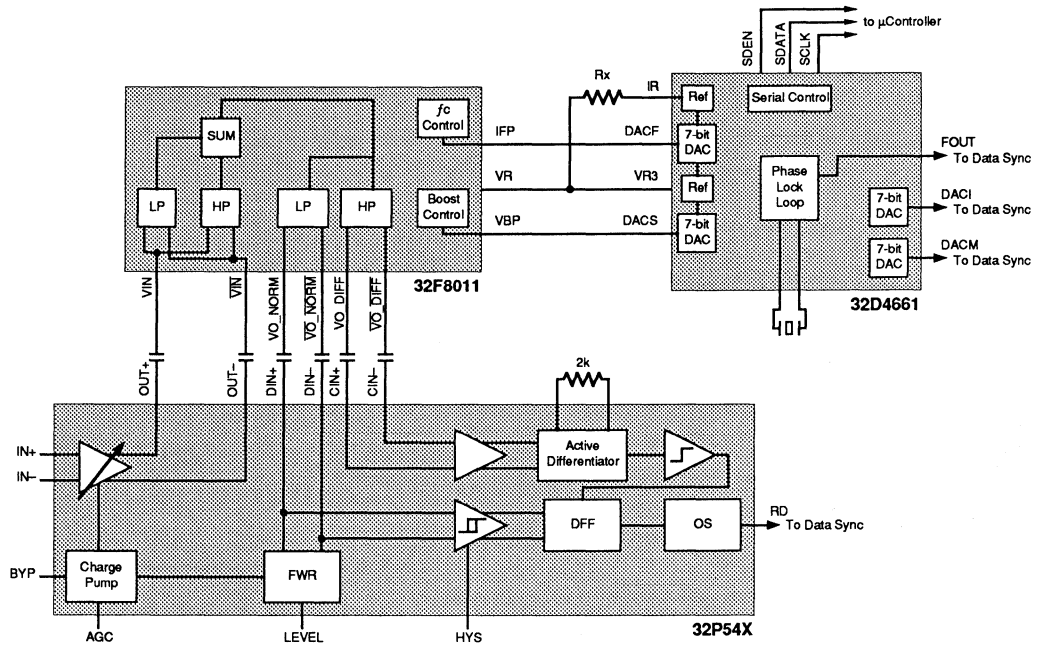 SDEN
SDATA
SCLK
to µController
Rx
IR
Ref
Serial Control
ƒc
Control
IFP
DACF
7-bit
DAC
SUM
FOUT
To Data Sync
LP
HP
LP
HP
VR
VR3
Ref
Phase
Lock
Loop
Boost
Control
VBP
DACS
7-bit
DAC
7-bit
DAC
DACI
To Data Sync
7-bit
DAC
DACM
To Data Sync
32F8011
32D4661
VIN
VIN
VO_NORM
VO_NORM
VO_DIFF
VO_DIFF
OUT+
OUT–
DIN+
DIN–
CIN+
CIN–
2k
IN+
IN–
Active
Differentiator
DFF
OS
RD
To Data Sync
BYP
Charge
Pump
FWR
AGC
LEVEL
HYS
32P54X